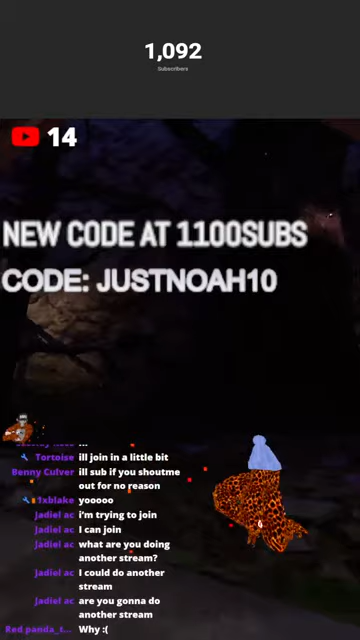 1,092
Subscribers
14
NEW CODE AT 1100SUBS
CODE: JUSTNOAH10
Tortoise ill join in a little bit
Benny Culver ill sub if you shoutme
out for no reason
1xblake yooooo
Jadiel ac i'm trying to join
Jadiel ac I can join
Jadiel ac what are you doing
another stream?
Jadiel ac I could do another
stream
Jadiel ac are you gonna do
another stream
Red panda_t... Why :(